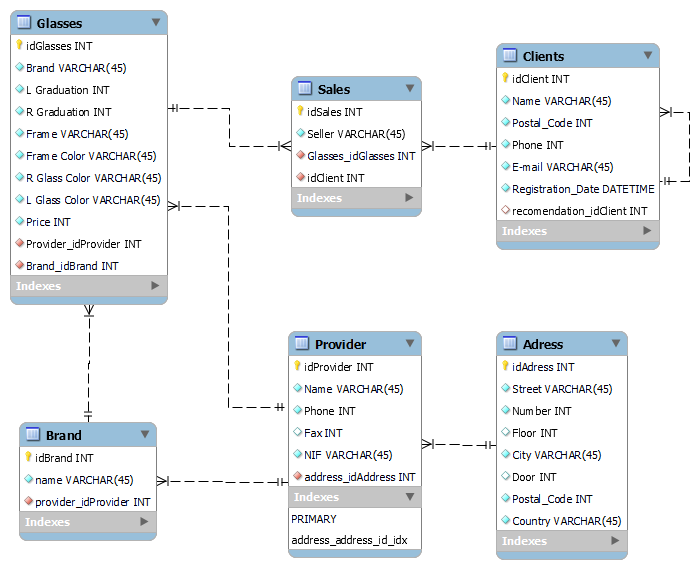 Glasses
idGlasses INT
Brand VARCHAR(45)
L Graduation INT
R Graduation INT
Frame VARCHAR(45)
Frame Color VARCHAR(45)
R Glass Color VARCHAR(45)
L Glass Color VARCHAR(45)
Price INT
Provider_idProvider INT
Brand_idBrand INT
Indexes
Sales
idSales INT
Seller VARCHAR(45)
Glasses_idGlasses INT
idClient INT
Indexes
Clients
idClient INT
Name VARCHAR(45)
Postal_Code INT
Phone INT
E-mail VARCHAR(45)
Registration_Date DATETIME
recomendation_idClient INT
Indexes
Brand
idBrand INT
name VARCHAR(45)
provider_idProvider INT
Indexes
Provider
idProvider INT
Name VARCHAR(45)
Phone INT
Fax INT
NIF VARCHAR(45)
address_idAddress INT
Indexes
PRIMARY
address_address_id_idx
Adress
idAdress INT
Street VARCHAR(45)
Number INT
Floor INT
City VARCHAR(45)
Door INT
Postal_Code INT
Country VARCHAR(45)
Indexes